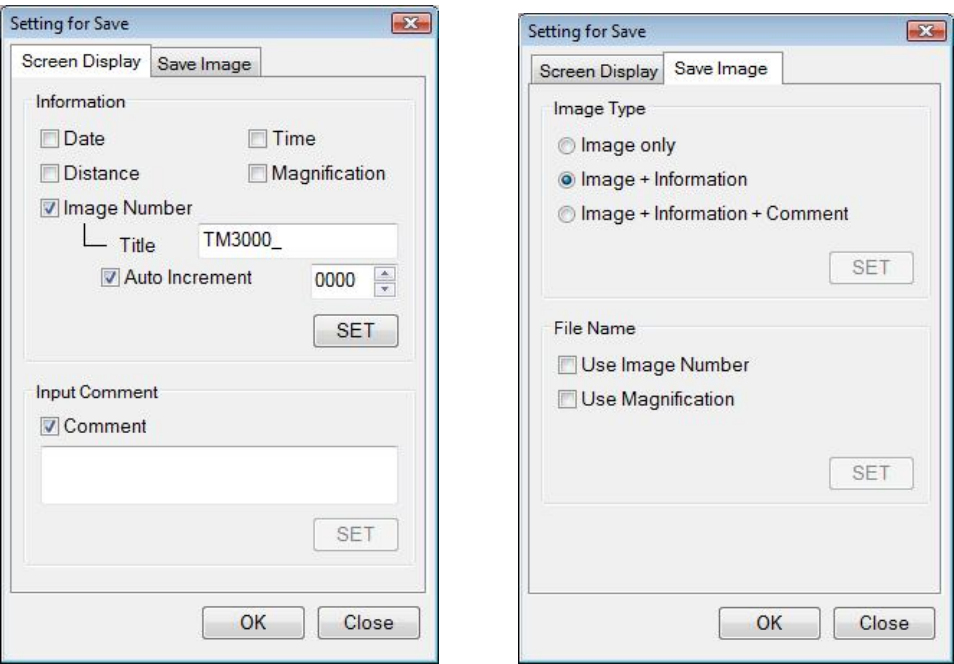 Setting for Save
Screen Display Save Image
Information
Date Time
Distance Magnification
Image Number
Title TM3000_
Auto Increment 0000
SET
Input Comment
Comment
SET
OK Close
Setting for Save
Screen Display Save Image
Image Type
Image only
Image + Information
Image + Information + Comment
SET
File Name
Use Image Number
Use Magnification
SET
OK Close